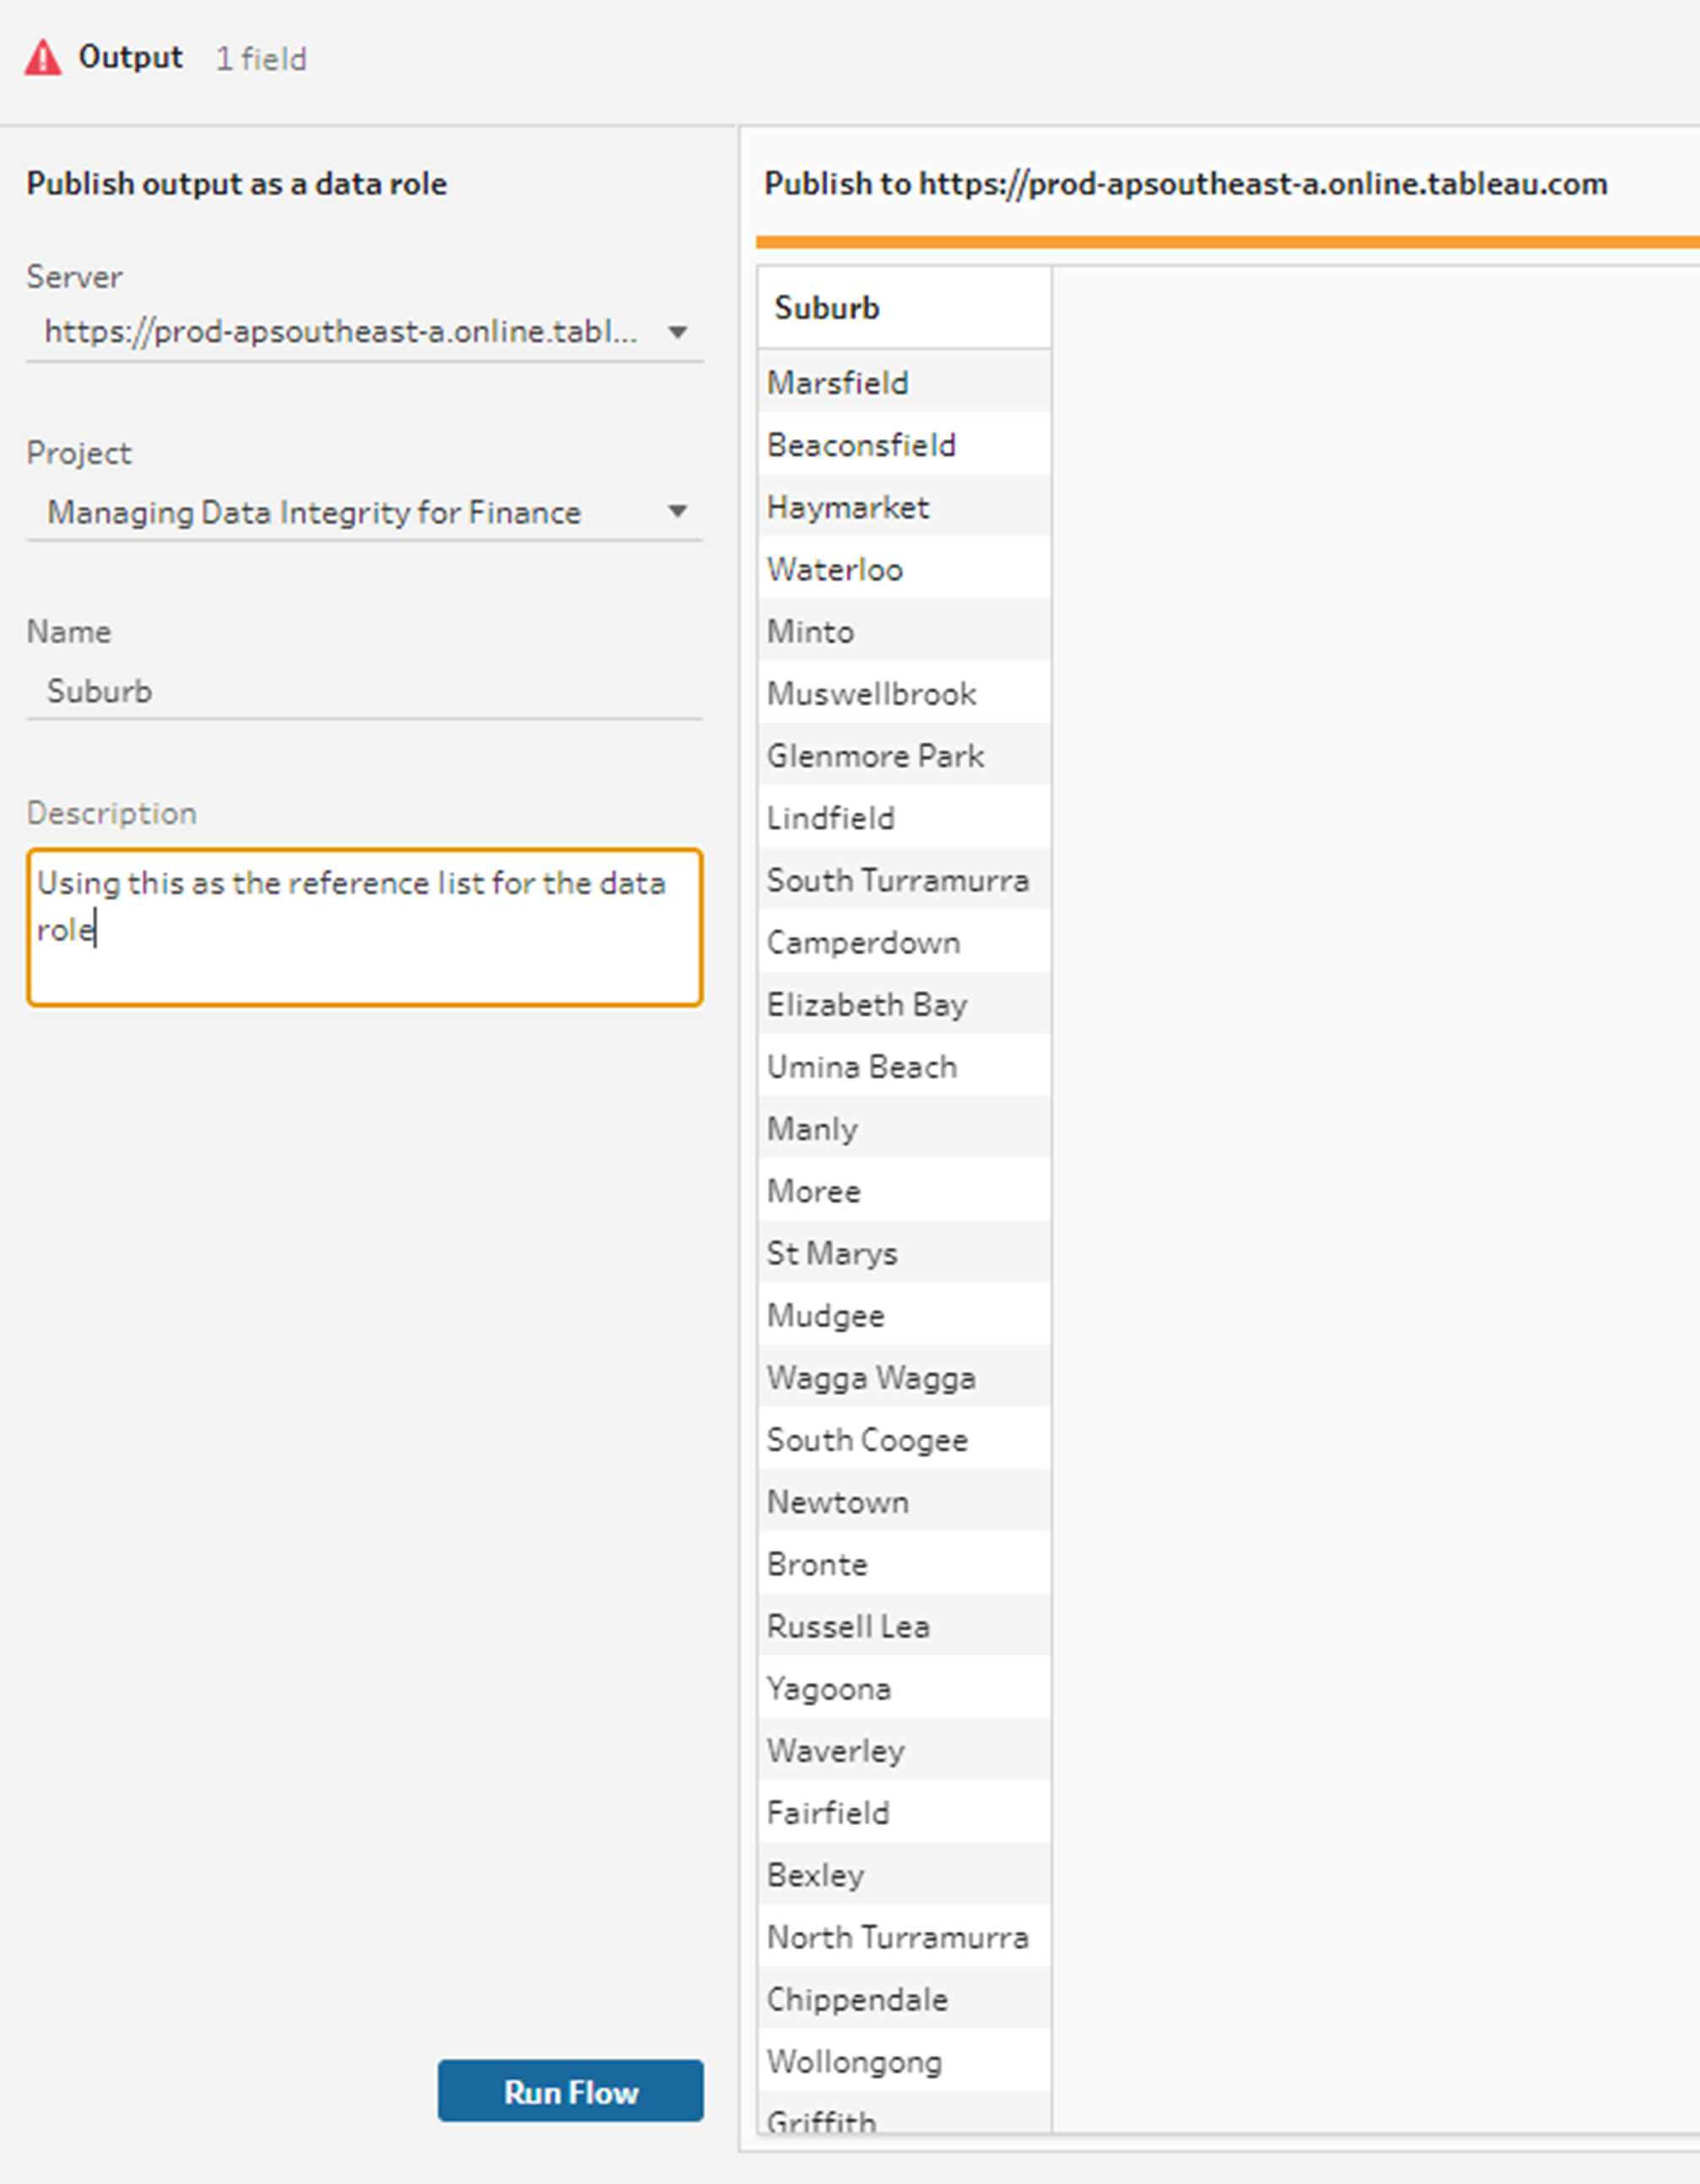 Output 1 field
Publish output as a data role
Server
https://prod-apsoutheast-a.online.tabl...
Project
Managing Data Integrity for Finance
Name
Suburb
Description
Using this as the reference list for the data
role
Run Flow
Publish to https://prod-apsoutheast-a.online.tableau.com
Suburb
Marsfield
Beaconsfield
Haymarket
Waterloo
Minto
Muswellbrook
Glenmore Park
Lindfield
South Turramurra
Camperdown
Elizabeth Bay
Umina Beach
Manly
Moree
St Marys
Mudgee
Wagga Wagga
South Coogee
Newtown
Bronte
Russell Lea
Yagoona
Waverley
Fairfield
Bexley
North Turramurra
Chippendale
Wollongong
Griffith